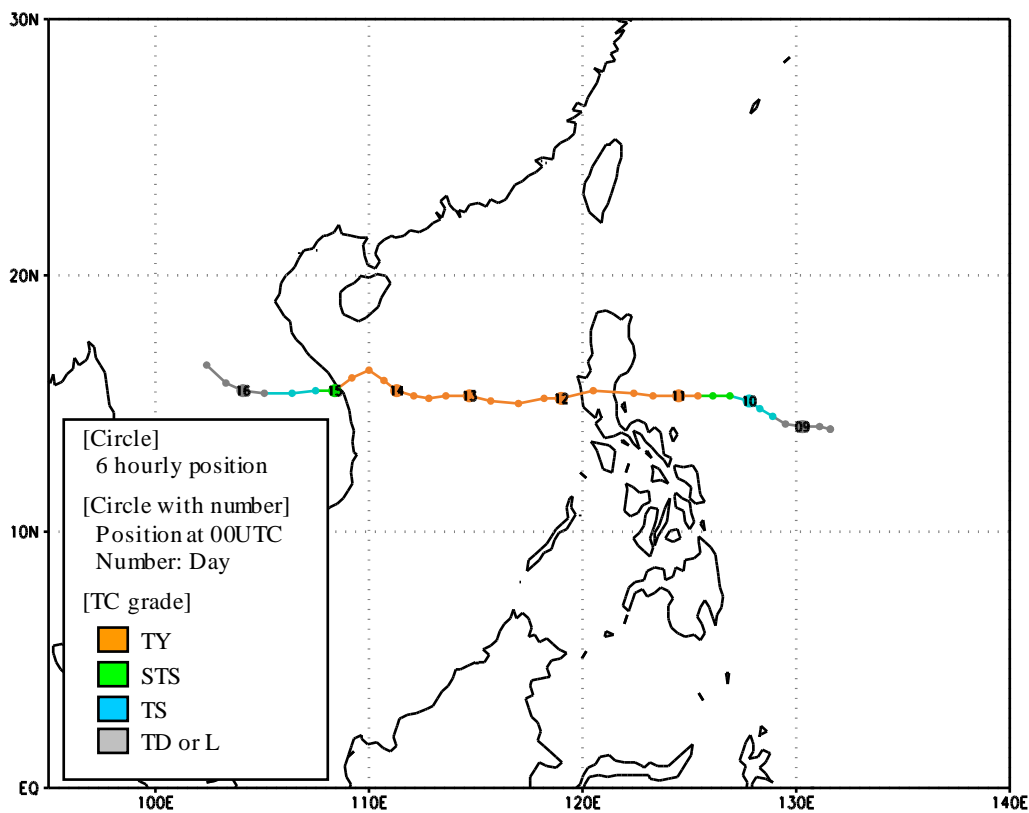 30N
20N
10N
EQ
100E
110E
120E
130E
140E
16
15
14
13
12
11
10
09
[Circle]
6 hourly position
[Circle with number]
Position at 00UTC
Number: Day
[TC grade]
TY
STS
TS
TD or L